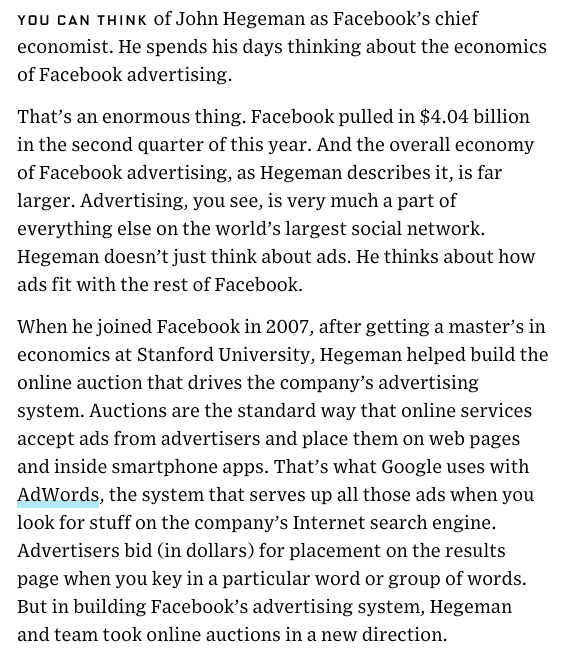 YOU CAN THINK of John Hegeman as Facebook’s chief
economist. He spends his days thinking about the economics
of Facebook advertising.
That’s an enormous thing. Facebook pulled in $4.04 billion
in the second quarter of this year. And the overall economy
of Facebook advertising, as Hegeman describes it, is far
larger. Advertising, you see, is very much a part of
everything else on the world’s largest social network.
Hegeman doesn’t just think about ads. He thinks about how
ads fit with the rest of Facebook.
When he joined Facebook in 2007, after getting a master’s in
economics at Stanford University, Hegeman helped build the
online auction that drives the company’s advertising
system. Auctions are the standard way that online services
accept ads from advertisers and place them on web pages
and inside smartphone apps. That’s what Google uses with
AdWords, the system that serves up all those ads when you
look for stuff on the company’s Internet search engine.
Advertisers bid (in dollars) for placement on the results
page when you key in a particular word or group of words.
But in building Facebook’s advertising system, Hegeman
and team took online auctions in a new direction.